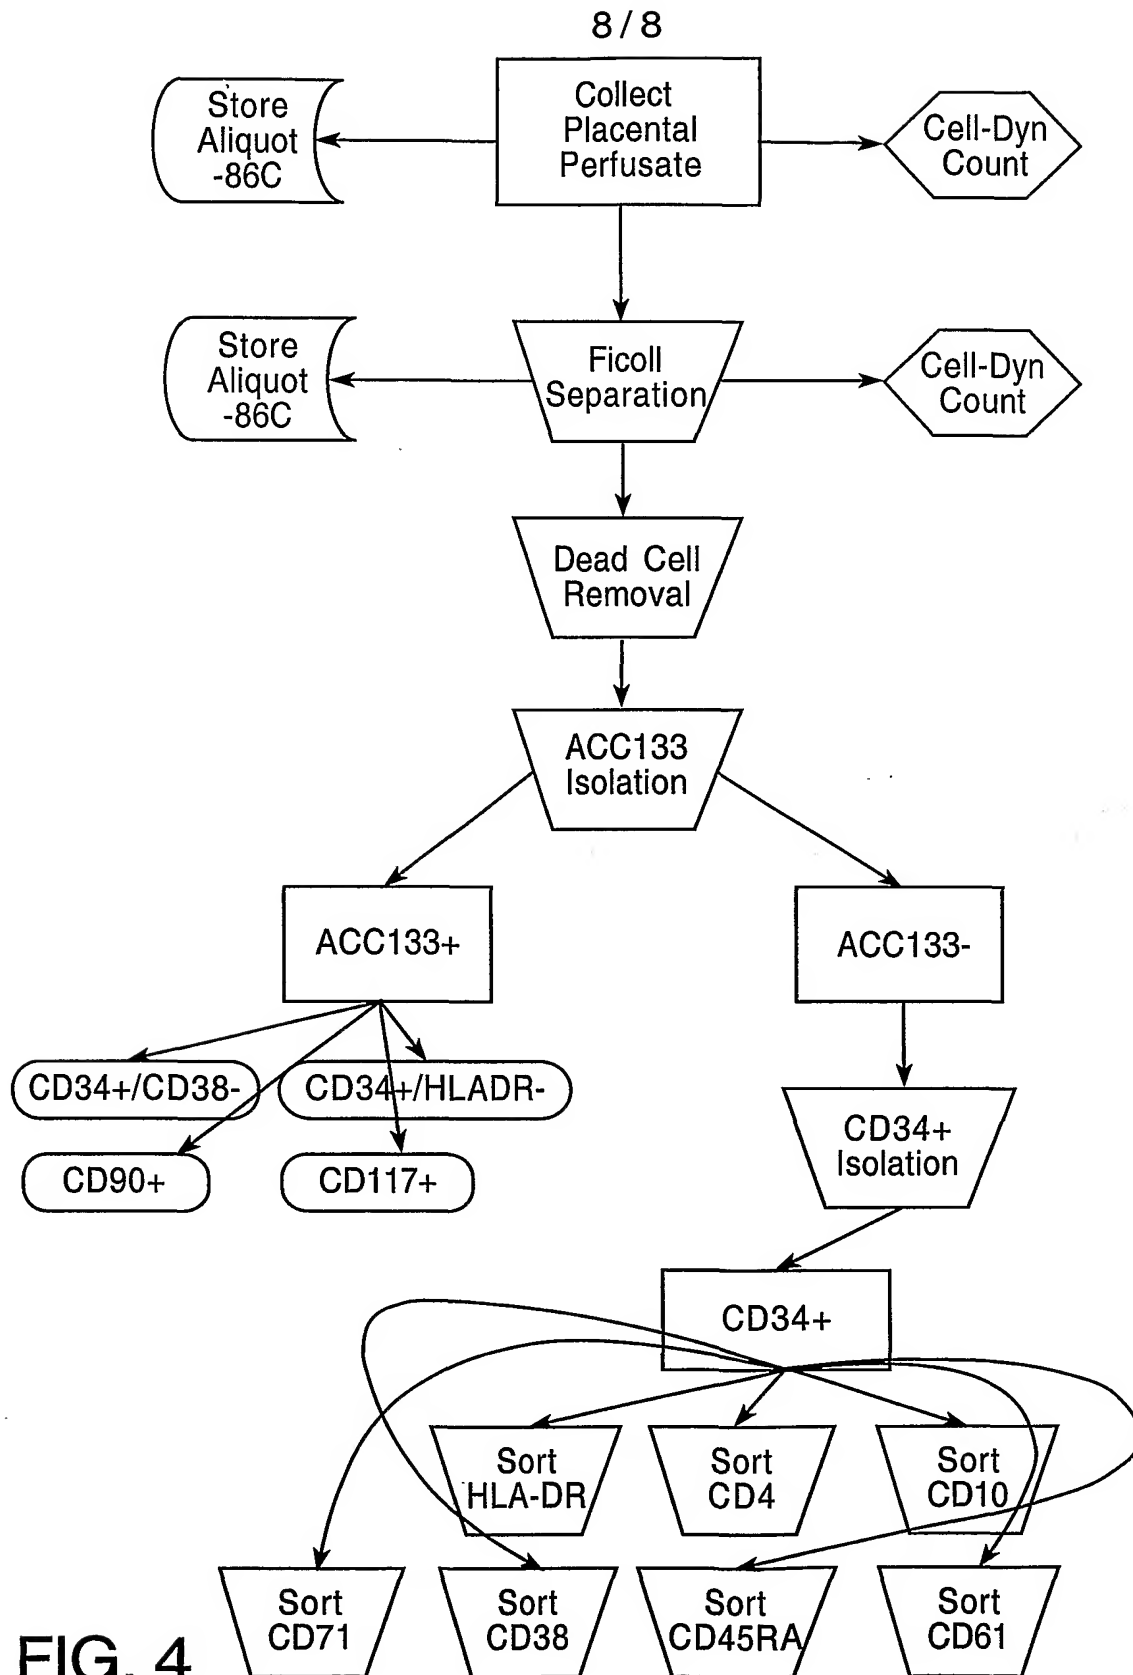 8/8
Store
Aliquot
-86C
Collect
Placental
Perfusate
Cell-Dyn
Count
Store
Aliquot
-86C
Ficoll
Separation
Cell-Dyn
Count
Dead Cell
Removal
ACC133
Isolation
ACC133+
ACC133-
CD34+/CD38-
CD34+/HLADR-
CD90+
CD117+
CD34+
Isolation
CD34+
Sort
HLA-DR
Sort
CD4
Sort
CD10
Sort
CD71
Sort
CD38
Sort
CD45RA
Sort
CD61
FIG. 4